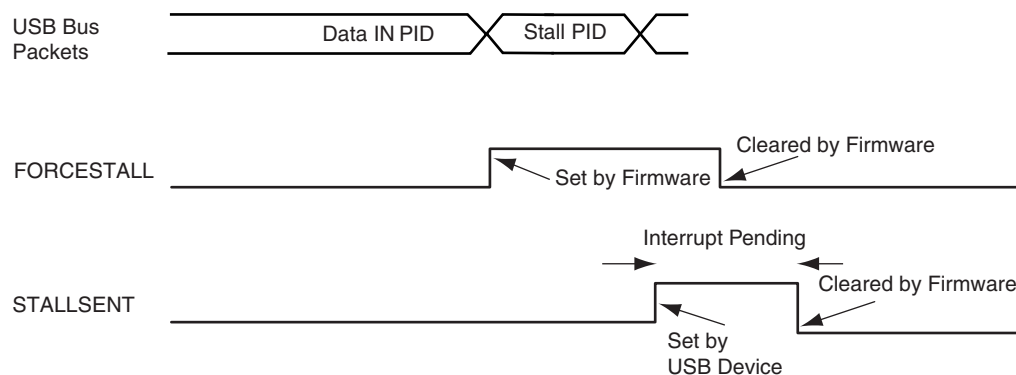 USB Bus
Packets
Data IN PID
Stall PID
FORCESTALL
Set by Firmware
Cleared by Firmware
Interrupt Pending
STALLSENT
Set by
USB Device
Cleared by Firmware